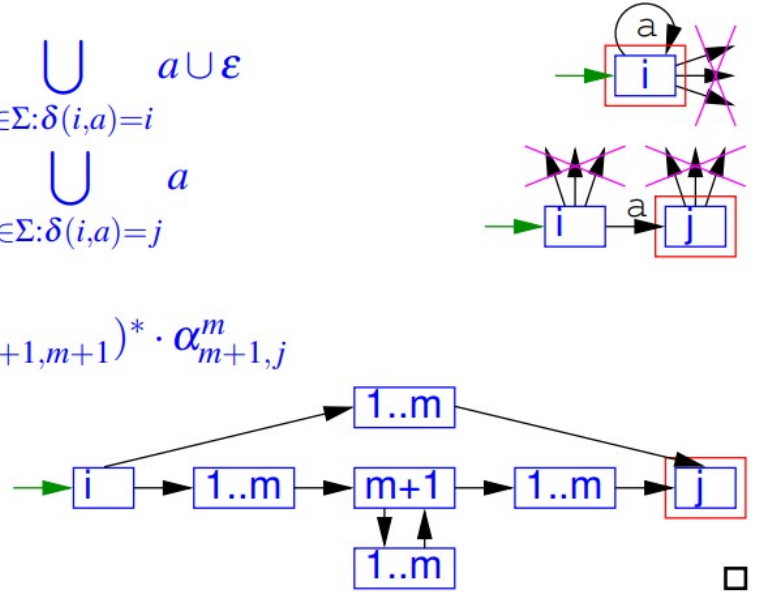 ⋃ a ∪ ε
∈Σ:δ(i,a)=i
a
i
⋃ a
∈Σ:δ(i,a)=j
i
a
j
+1,m+1)* · α^m_{m+1,j}
1..m
i
1..m
m+1
1..m
j
1..m